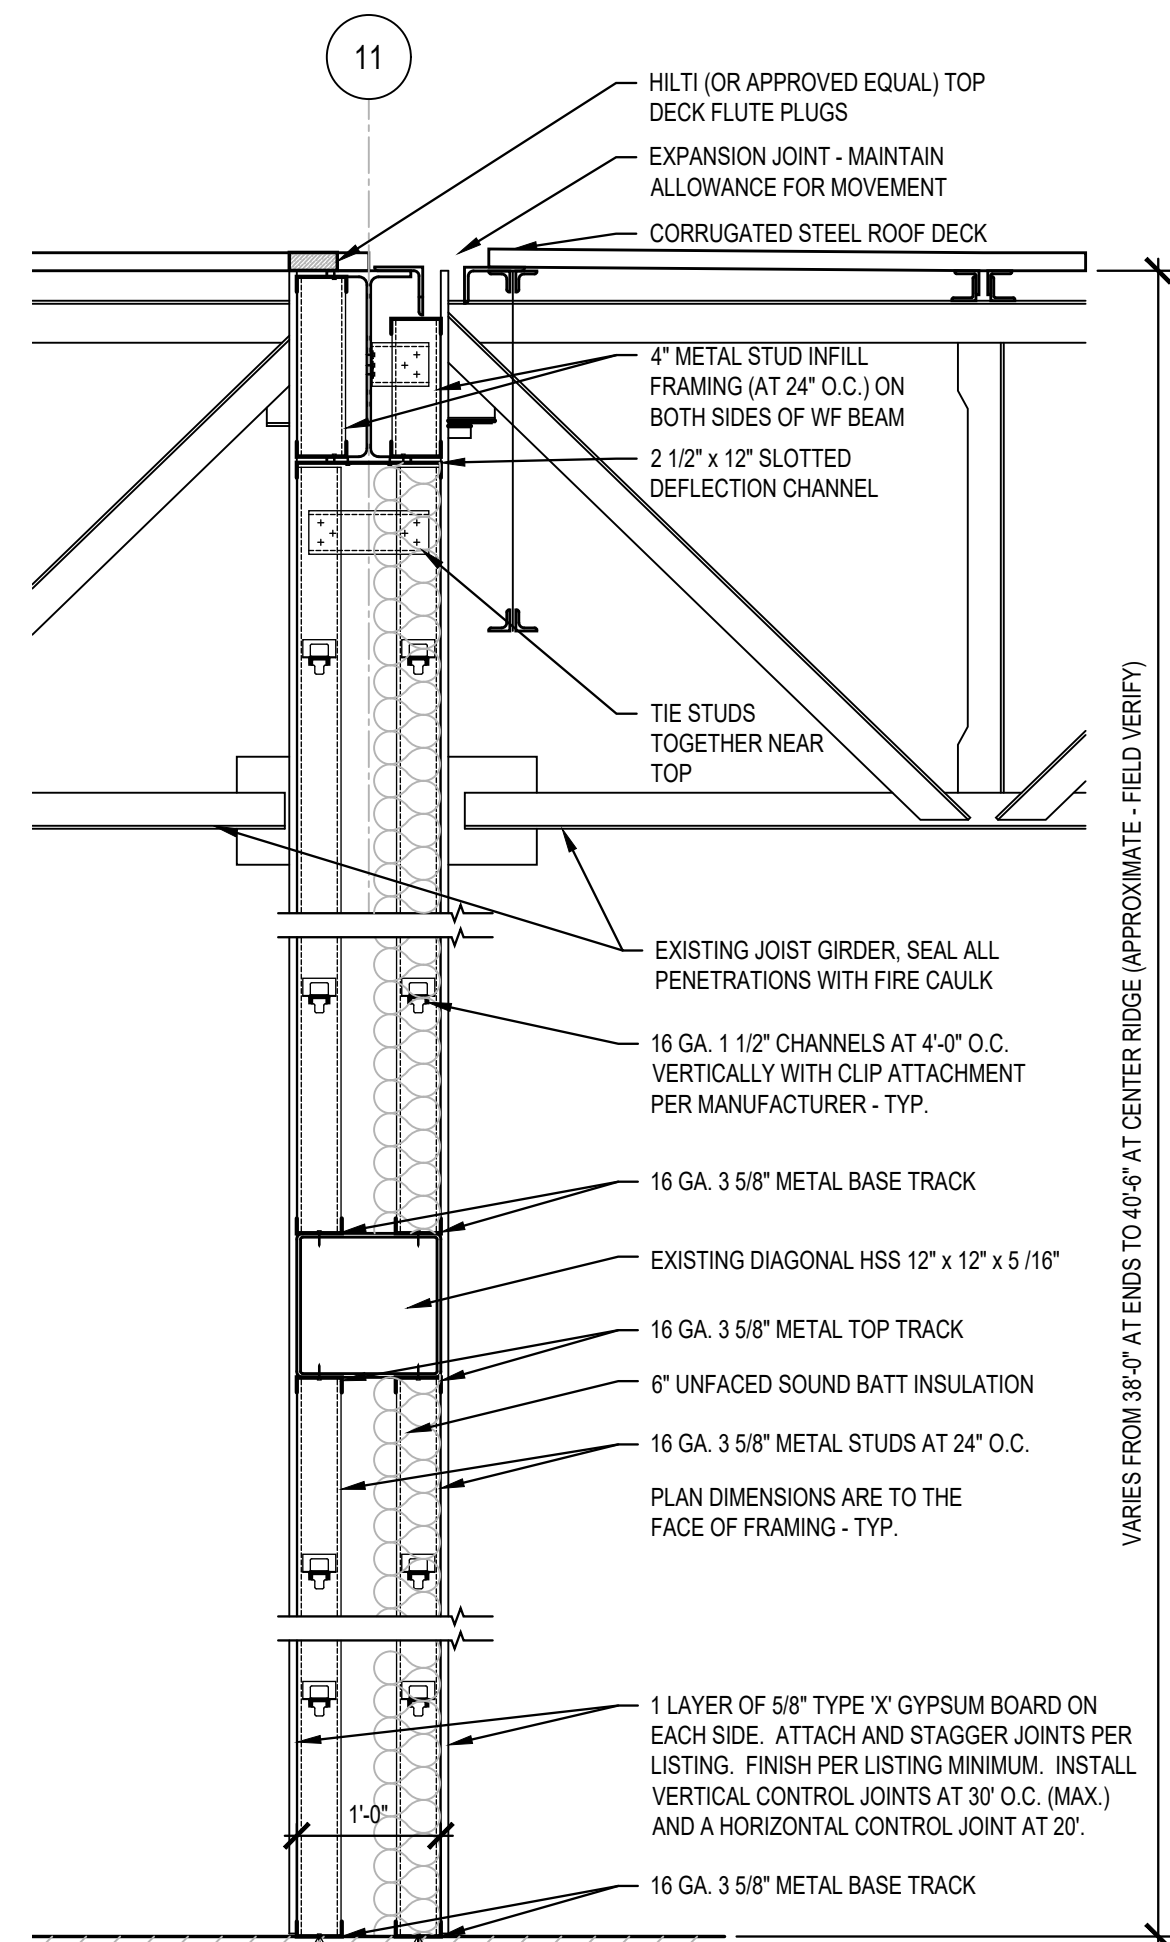 11
HILTI (OR APPROVED EQUAL) TOP
DECK FLUTE PLUGS
EXPANSION JOINT - MAINTAIN
ALLOWANCE FOR MOVEMENT
CORRUGATED STEEL ROOF DECK
4" METAL STUD INFILL
FRAMING (AT 24" O.C.) ON
BOTH SIDES OF WF BEAM
2 1/2" x 12" SLOTTED
DEFLECTION CHANNEL
TIE STUDS
TOGETHER NEAR
TOP
EXISTING JOIST GIRDER, SEAL ALL
PENETRATIONS WITH FIRE CAULK
16 GA. 1 1/2" CHANNELS AT 4'-0" O.C.
VERTICALLY WITH CLIP ATTACHMENT
PER MANUFACTURER - TYP.
16 GA. 3 5/8" METAL BASE TRACK
EXISTING DIAGONAL HSS 12" x 12" x 5 /16"
16 GA. 3 5/8" METAL TOP TRACK
6" UNFACED SOUND BATT INSULATION
16 GA. 3 5/8" METAL STUDS AT 24" O.C.
PLAN DIMENSIONS ARE TO THE
FACE OF FRAMING - TYP.
1 LAYER OF 5/8" TYPE 'X' GYPSUM BOARD ON
EACH SIDE. ATTACH AND STAGGER JOINTS PER
LISTING. FINISH PER LISTING MINIMUM. INSTALL
VERTICAL CONTROL JOINTS AT 30' O.C. (MAX.)
AND A HORIZONTAL CONTROL JOINT AT 20'.
1'-0"
16 GA. 3 5/8" METAL BASE TRACK
VARIES FROM 38'-0" AT ENDS TO 40'-6" AT CENTER RIDGE (APPROXIMATE - FIELD VERIFY)